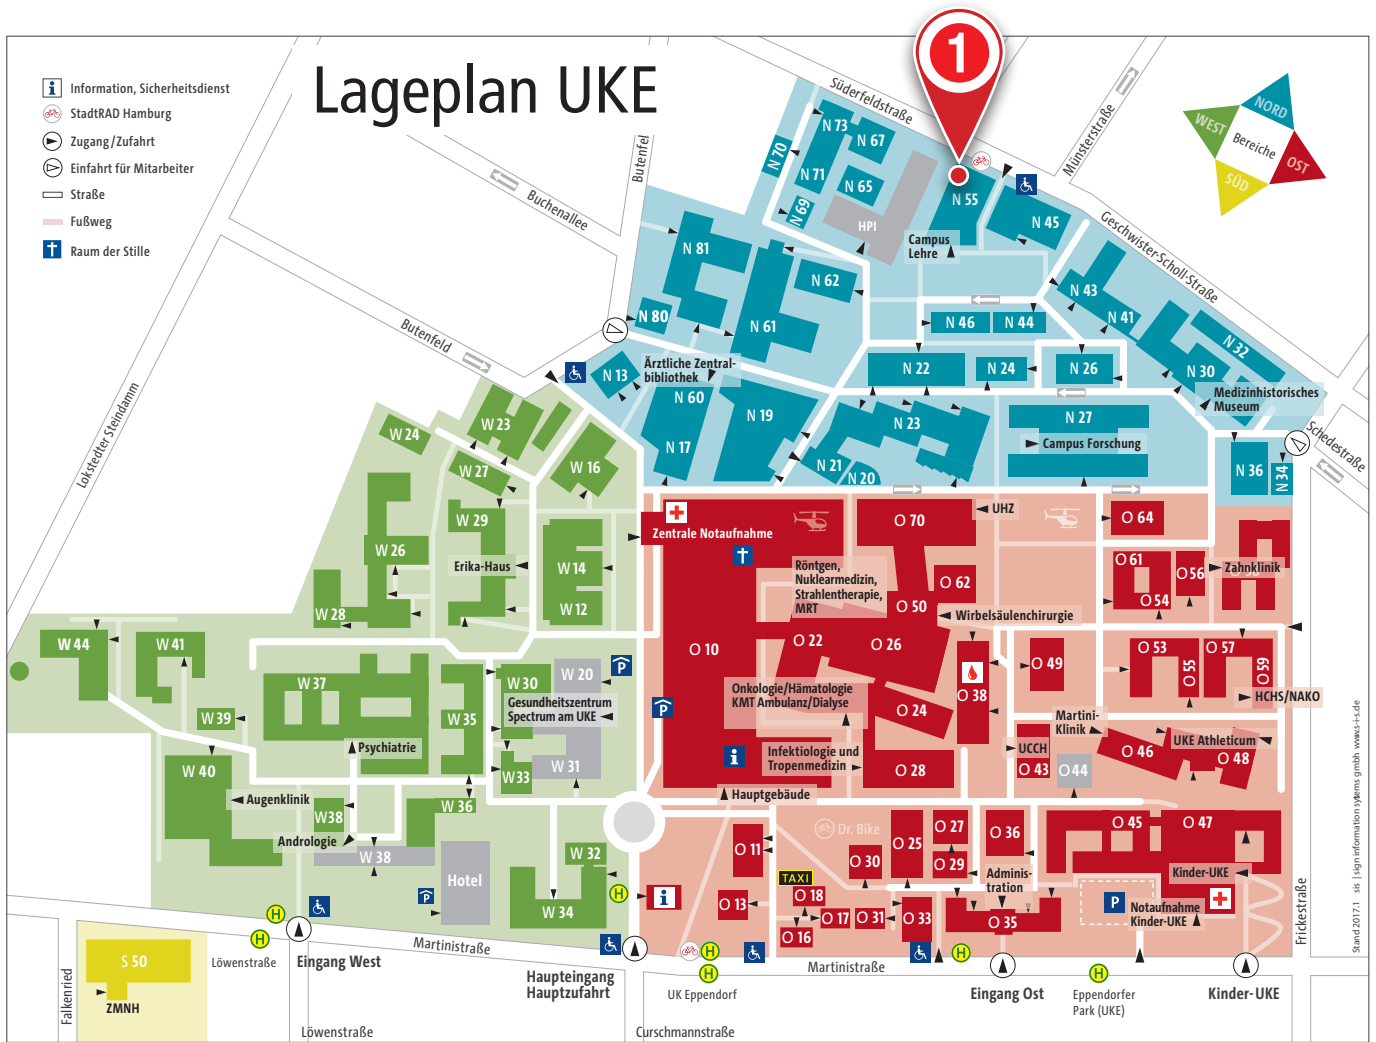 Lageplan UKE
1
Information, Sicherheitsdienst
StadtRAD Hamburg
Zugang/Zufahrt
Einfahrt für Mitarbeiter
Straße
Fußweg
Raum der Stille
NORD
WEST
Bereiche
OST
SÜD
Süderfeldstraße
Münsterstraße
Geschwister-Scholl-Straße
Butenfel
Buchenallee
Butenfeld
Lokstedter Steindamm
Schedestraße
N 73
N 67
N 70
N 71
N 65
N 69
HPI
N 55
N 45
Campus
Lehre
N 81
N 62
N 80
N 61
N 43
N 41
N 46
N 44
N 32
N 30
N 13
Ärztliche Zentral-
bibliothek
N 22
N 24
N 26
N 60
N 19
N 17
N 23
N 27
Campus Forschung
Medizinhistorisches
Museum
N 21
N 20
N 36
N 34
W 24
W 23
W 27
W 16
W 29
W 26
Erika-Haus
W 14
W 12
W 28
W 44
W 41
W 37
W 39
W 35
W 30
W 20
Gesundheitszentrum
Spectrum am UKE
Psychiatrie
W 33
W 31
W 40
Augenklinik
W 38
Andrologie
W 36
W 38
Hotel
W 32
W 34
P
P
P
Zentrale Notaufnahme
O 70
UHZ
O 64
Röntgen,
Nuklearmedizin,
Strahlentherapie,
MRT
O 62
O 50
O 61
O 56
O 54
Zahnklinik
Wirbelsäulenchirurgie
O 10
O 22
O 26
O 38
O 49
O 53
O 55
O 57
O 59
HCHS/NAKO
Onkologie/Hämatologie
KMT Ambulanz/Dialyse
O 24
Martini-
Klinik
UKE Athleticum
Infektiologie und
Tropenmedizin
O 28
UCCH
O 43
O 44
O 46
O 48
Hauptgebäude
Dr. Bike
O 11
O 25
O 27
O 29
O 36
O 45
O 47
O 30
Adminis-
tration
Kinder-UKE
TAXI
O 18
O 13
O 17
O 31
O 33
O 35
O 16
P
Notaufnahme
Kinder-UKE
i
i
H
H
H
H
H
H
H
S 50
ZMNH
Falkenried
Löwenstraße
Löwenstraße
Eingang West
Martinistraße
Haupteingang
Hauptzufahrt
UK Eppendorf
Curschmannstraße
Martinistraße
Eingang Ost
Eppendorfer
Park (UKE)
Kinder-UKE
Frickestraße
Stand 2017.1 sis | sign information systems gmbh www.s-i-s.de